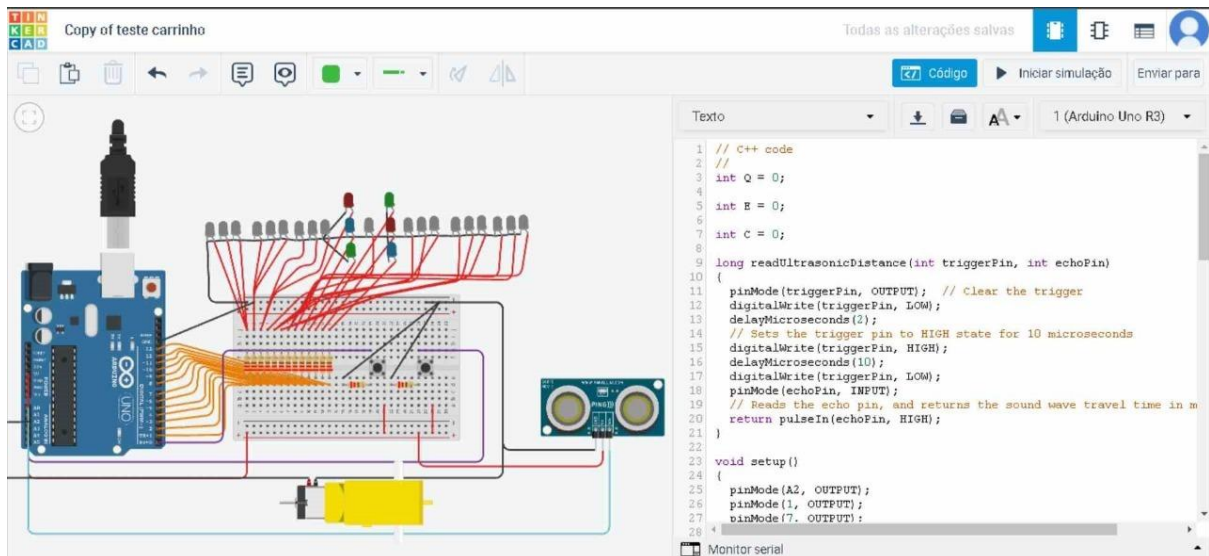 TIN
KER
CAD
Copy of teste carrinho
Todas as alterações salvas
Código
Iniciar simulação
Enviar para
Texto
AA
1 (Arduino Uno R3)
1 // C++ code
2 //
3 int Q = 0;
4
5 int E = 0;
6
7 int C = 0;
8
9 long readUltrasonicDistance(int triggerPin, int echoPin)
10 {
11 pinMode(triggerPin, OUTPUT); // Clear the trigger
12 digitalWrite(triggerPin, LOW);
13 delayMicroseconds(2);
14 // Sets the trigger pin to HIGH state for 10 microseconds
15 digitalWrite(triggerPin, HIGH);
16 delayMicroseconds(10);
17 digitalWrite(triggerPin, LOW);
18 pinMode(echoPin, INPUT);
19 // Reads the echo pin, and returns the sound wave travel time in m
20 return pulseIn(echoPin, HIGH);
21 }
22
23 void setup()
24 {
25 pinMode(A2, OUTPUT);
26 pinMode(1, OUTPUT);
27 pinMode(7, OUTPUT);
28
Monitor serial
ARDUINO
UNO
PING)))